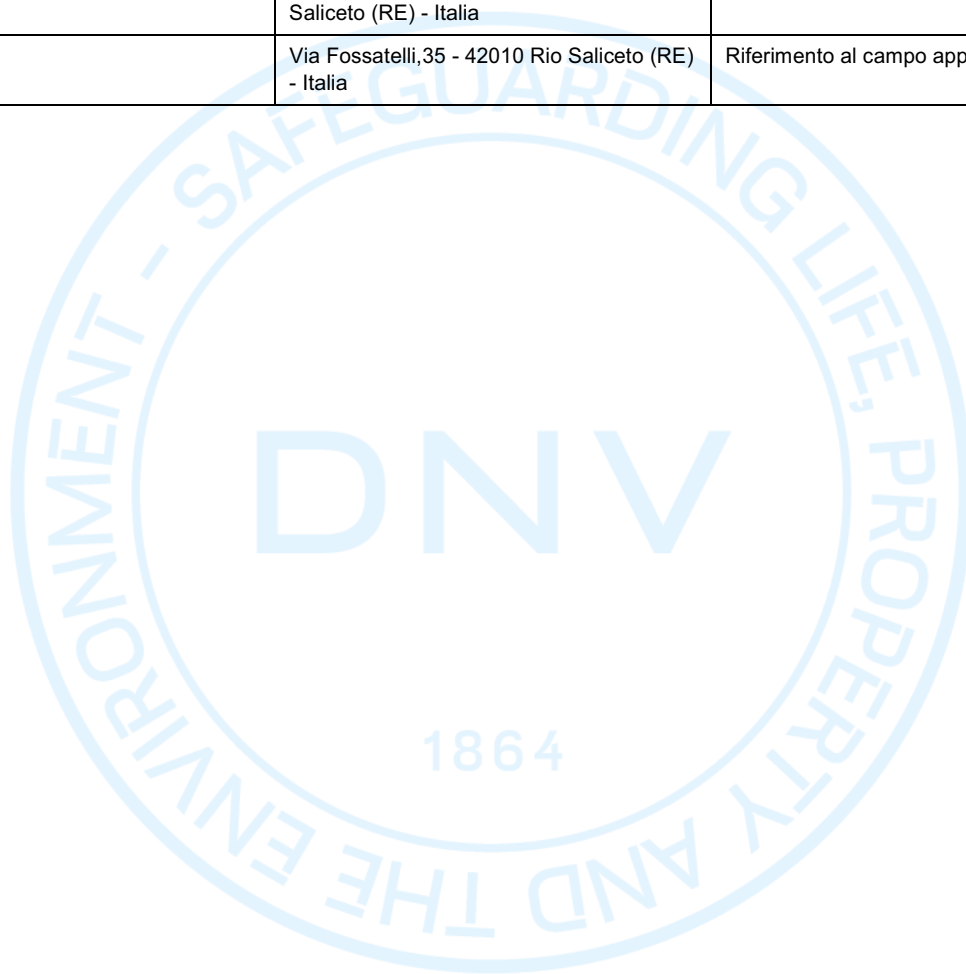 Saliceto (RE) - Italia
Via Fossatelli,35 - 42010 Rio Saliceto (RE)
- Italia
Riferimento al campo app
SAFEGUARDING LIFE, PROPERTY AND THE ENVIRONMENT -
DNV
1864